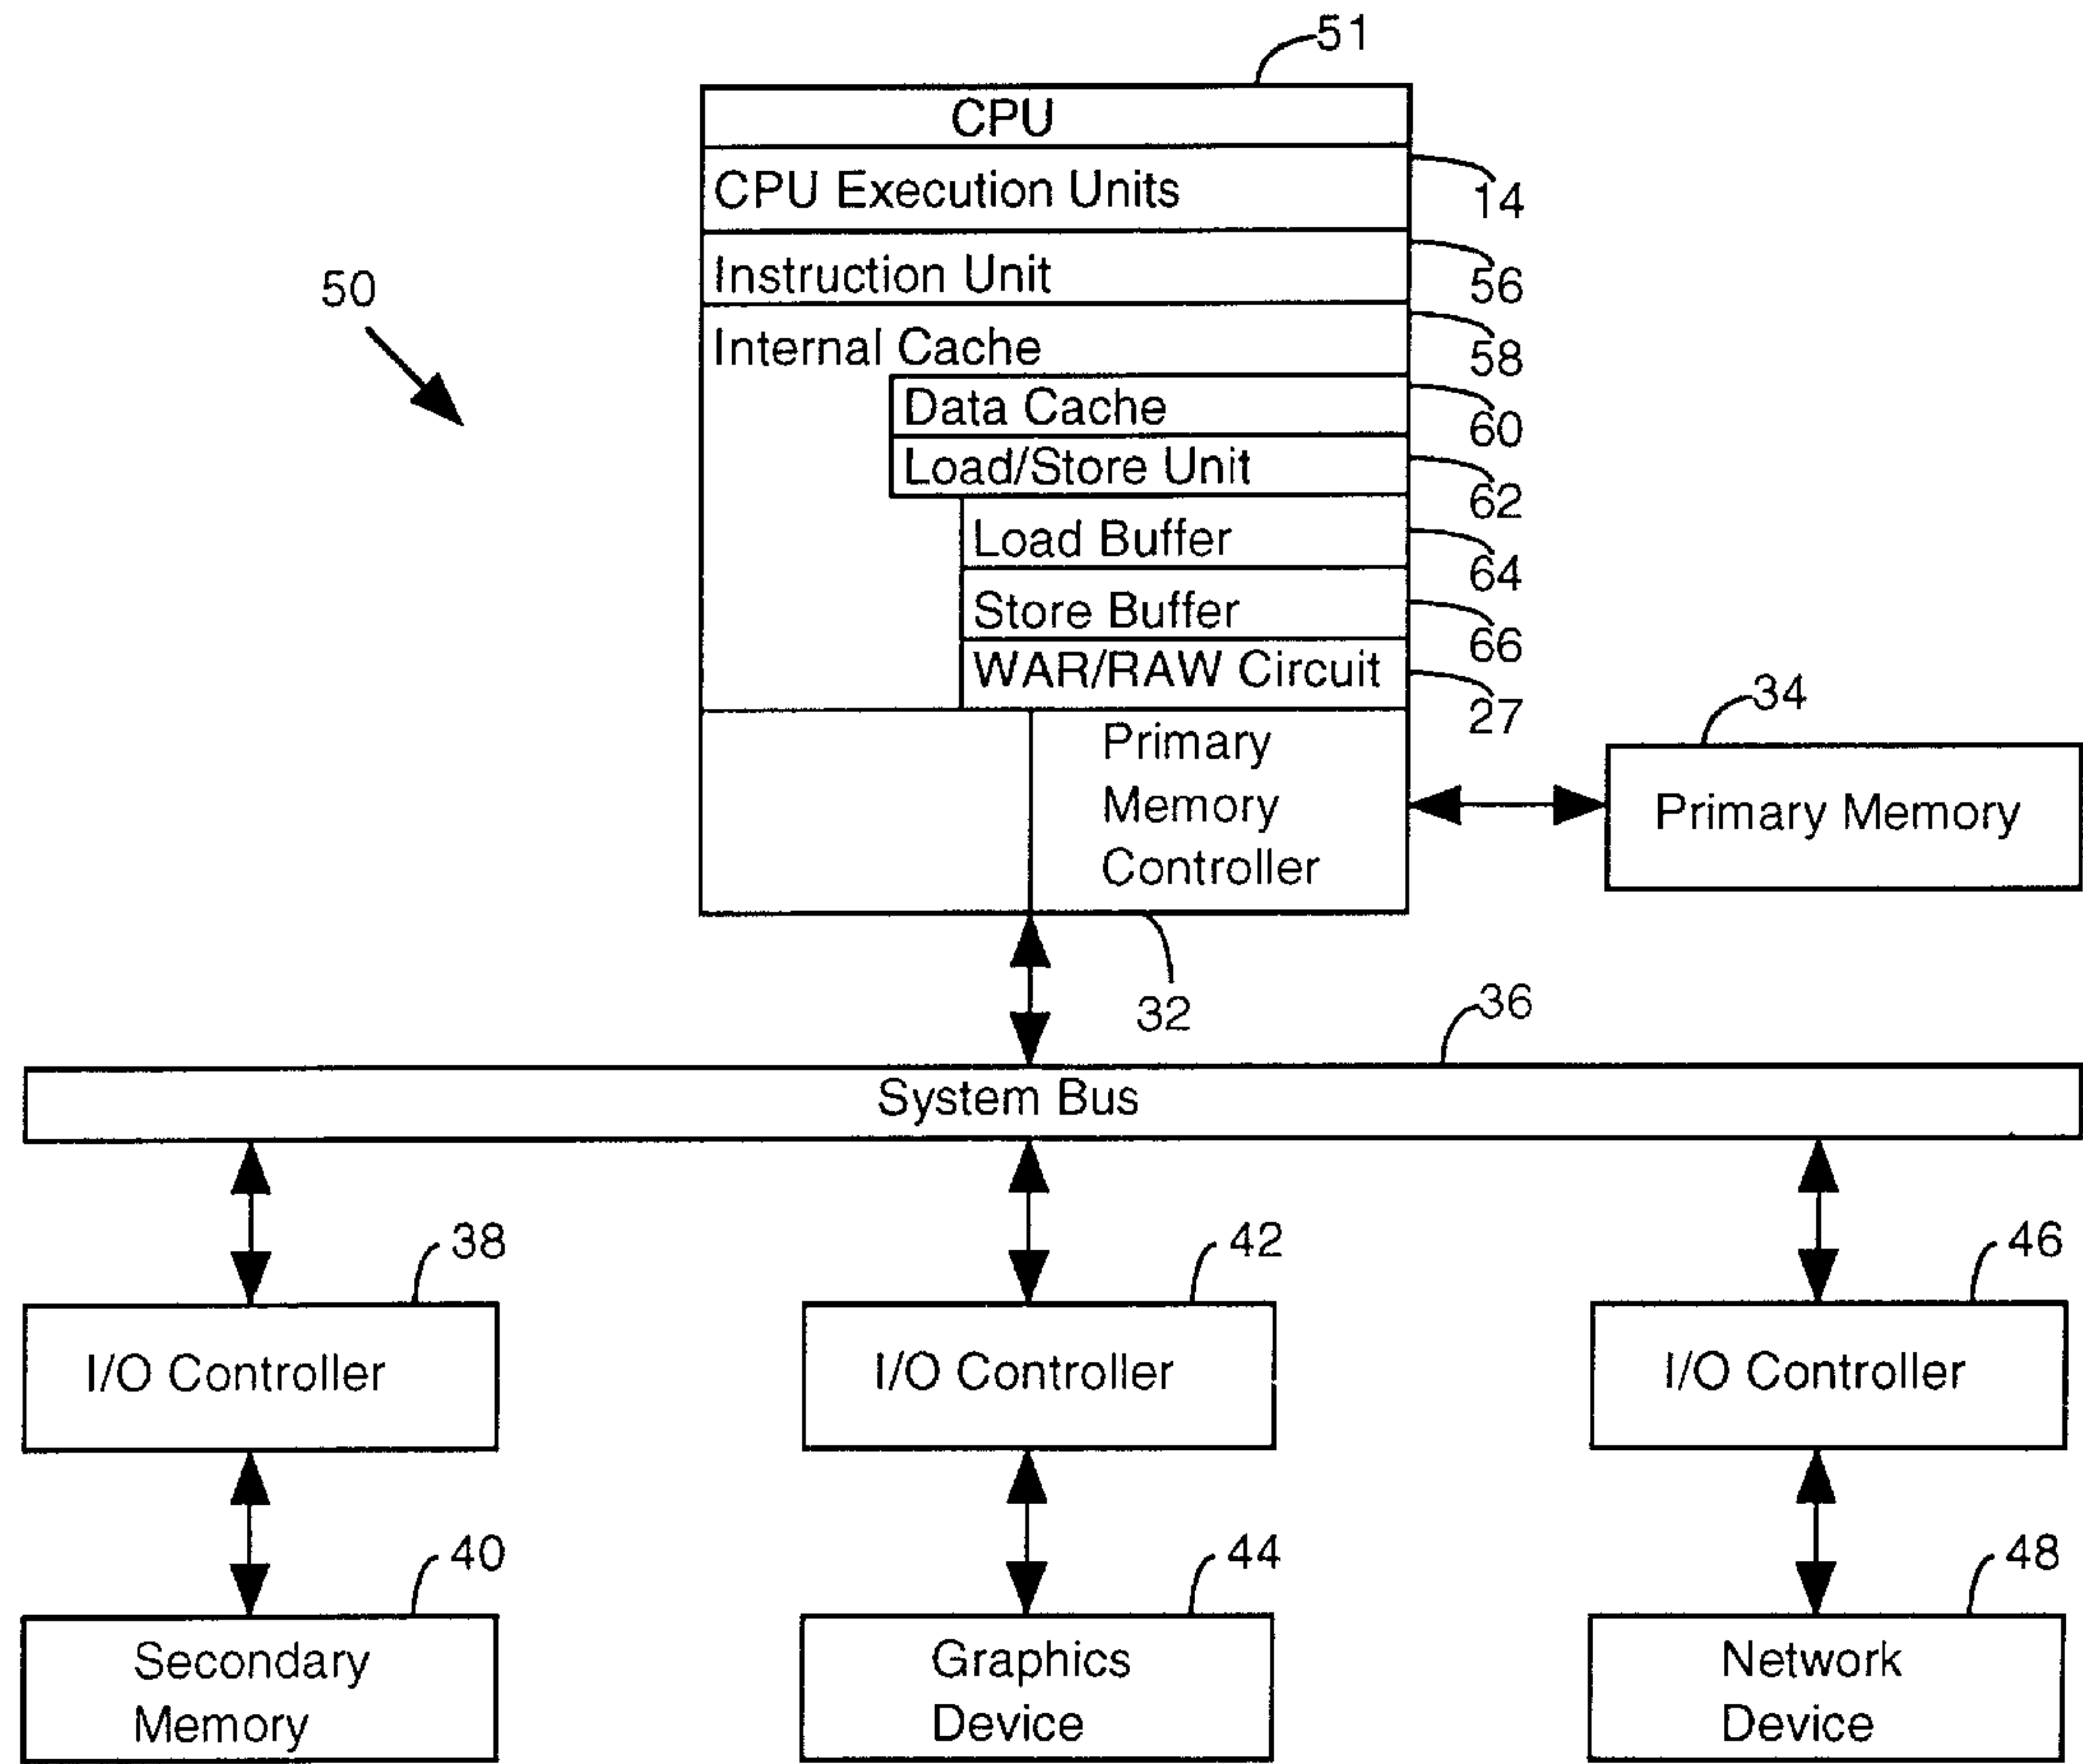 51
CPU
CPU Execution Units
14
Instruction Unit
56
50
Internal Cache
58
Data Cache
60
Load/Store Unit
62
Load Buffer
64
Store Buffer
66
WAR/RAW Circuit
27
34
Primary
Memory
Controller
Primary Memory
32
36
System Bus
38
42
46
I/O Controller
I/O Controller
I/O Controller
40
44
48
Secondary
Memory
Graphics
Device
Network
Device